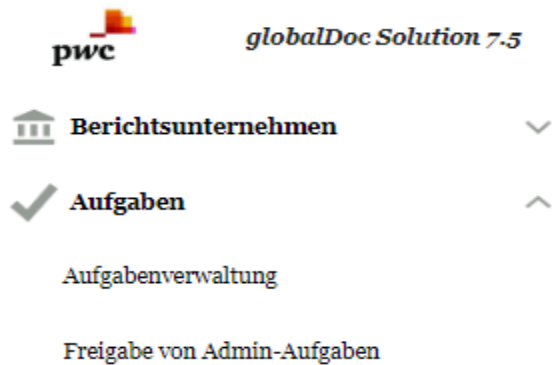 pwc
globalDoc Solution 7.5
Berichtsunternehmen
Aufgaben
Aufgabenverwaltung
Freigabe von Admin-Aufgaben